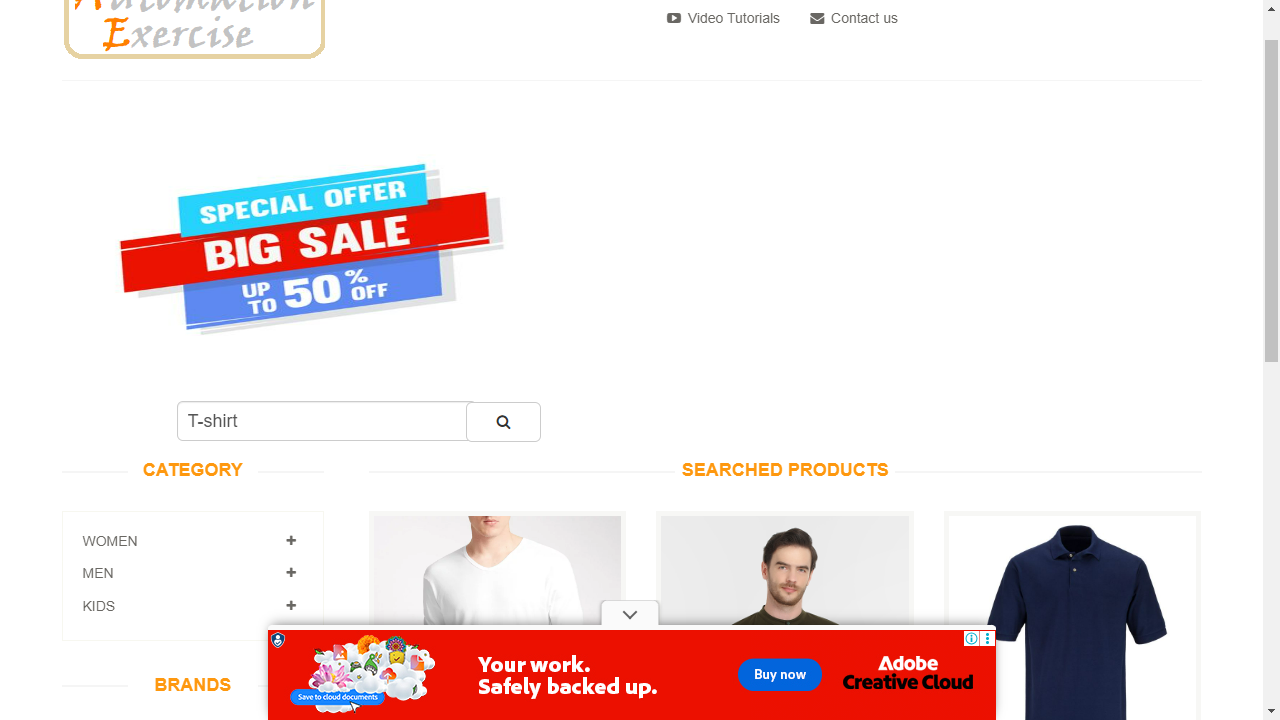 Automation
Exercise
Video Tutorials
Contact us
SPECIAL OFFER
BIG SALE
UP TO 50% OFF
T-shirt
CATEGORY
SEARCHED PRODUCTS
WOMEN
MEN
KIDS
BRANDS
Save to cloud documents
Your work.
Safely backed up.
Buy now
Adobe
Creative Cloud